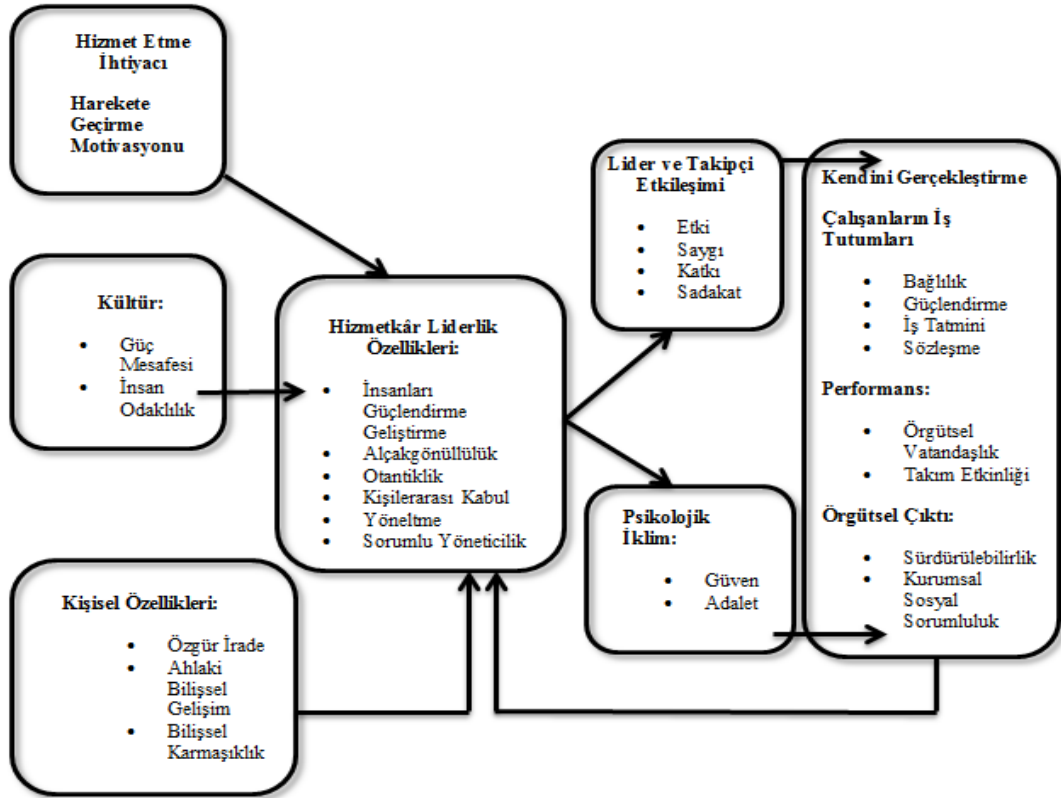 Hizmet Etme
İhtiyacı
Harekete
Geçirme
Motivasyonu
Kültür:
• Güç
Mesafesi
• İnsan
Odaklılık
Kişisel Özellikleri:
• Özgür İrade
• Ahlaki
Bilişsel
Gelişim
• Bilişsel
Karmaşıklık
Hizmetkâr Liderlik
Özellikleri:
• İnsanları
Güçlendirme
Geliştirme
• Alçakgönüllülük
• Otantiklik
• Kişilerarası Kabul
• Yöneltme
• Sorumlu Yöneticilik
Lider ve Takipçi
Etkileşimi
• Etki
• Saygı
• Katkı
• Sadakat
Psikolojik
İklim:
• Güven
• Adalet
Kendini Gerçekleştirme
Çalışanların İş
Tutumları
• Bağlılık
• Güçlendirme
• İş Tatmini
• Sözleşme
Performans:
• Örgütsel
Vatandaşlık
• Takım Etkinliği
Örgütsel Çıktı:
• Sürdürülebilirlik
• Kurumsal
Sosyal
Sorumluluk